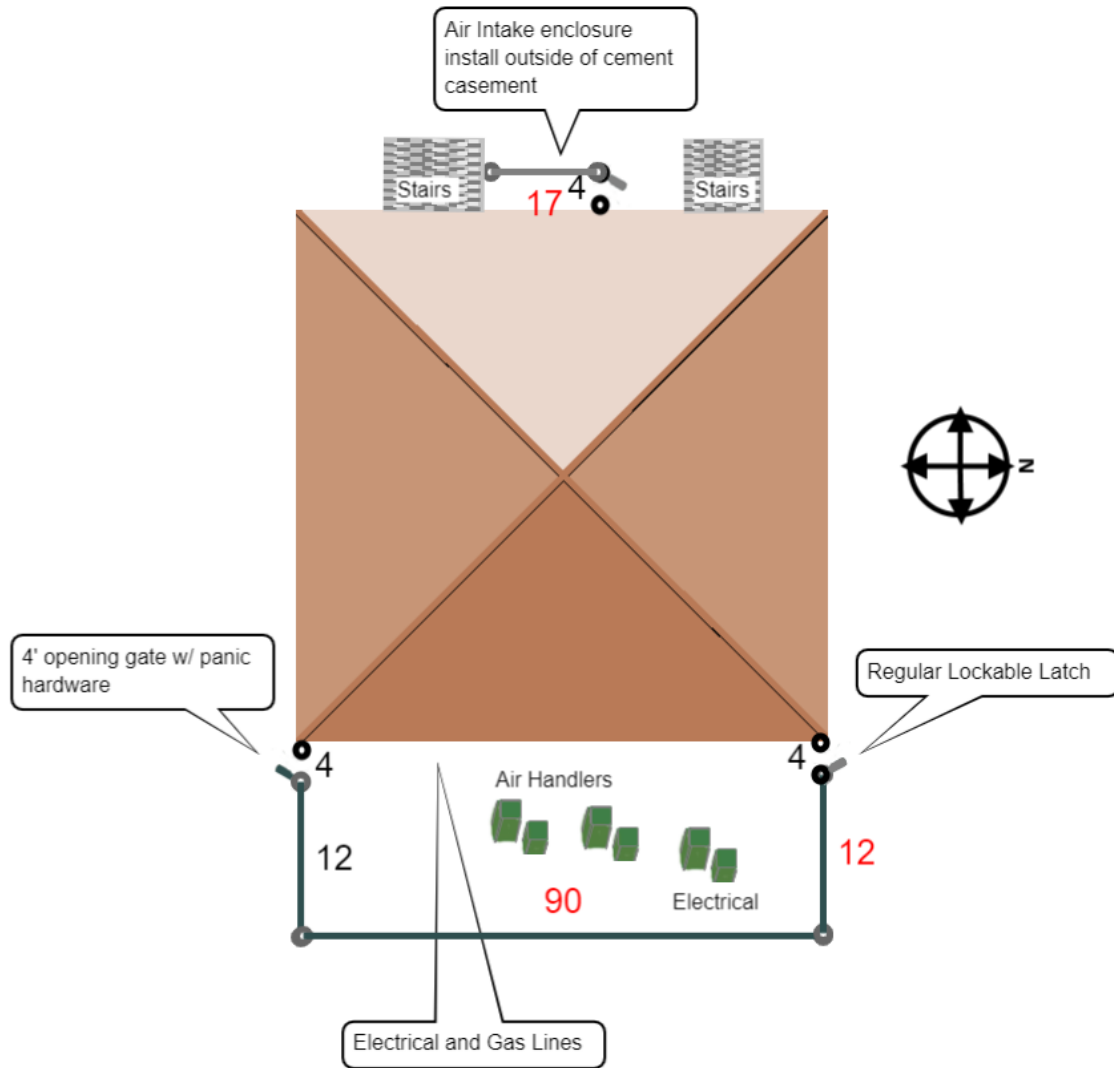 Air Intake enclosure
install outside of cement
casement
Stairs
4
Stairs
17
N
4' opening gate w/ panic
hardware
Regular Lockable Latch
4
4
Air Handlers
12
12
90
Electrical
Electrical and Gas Lines